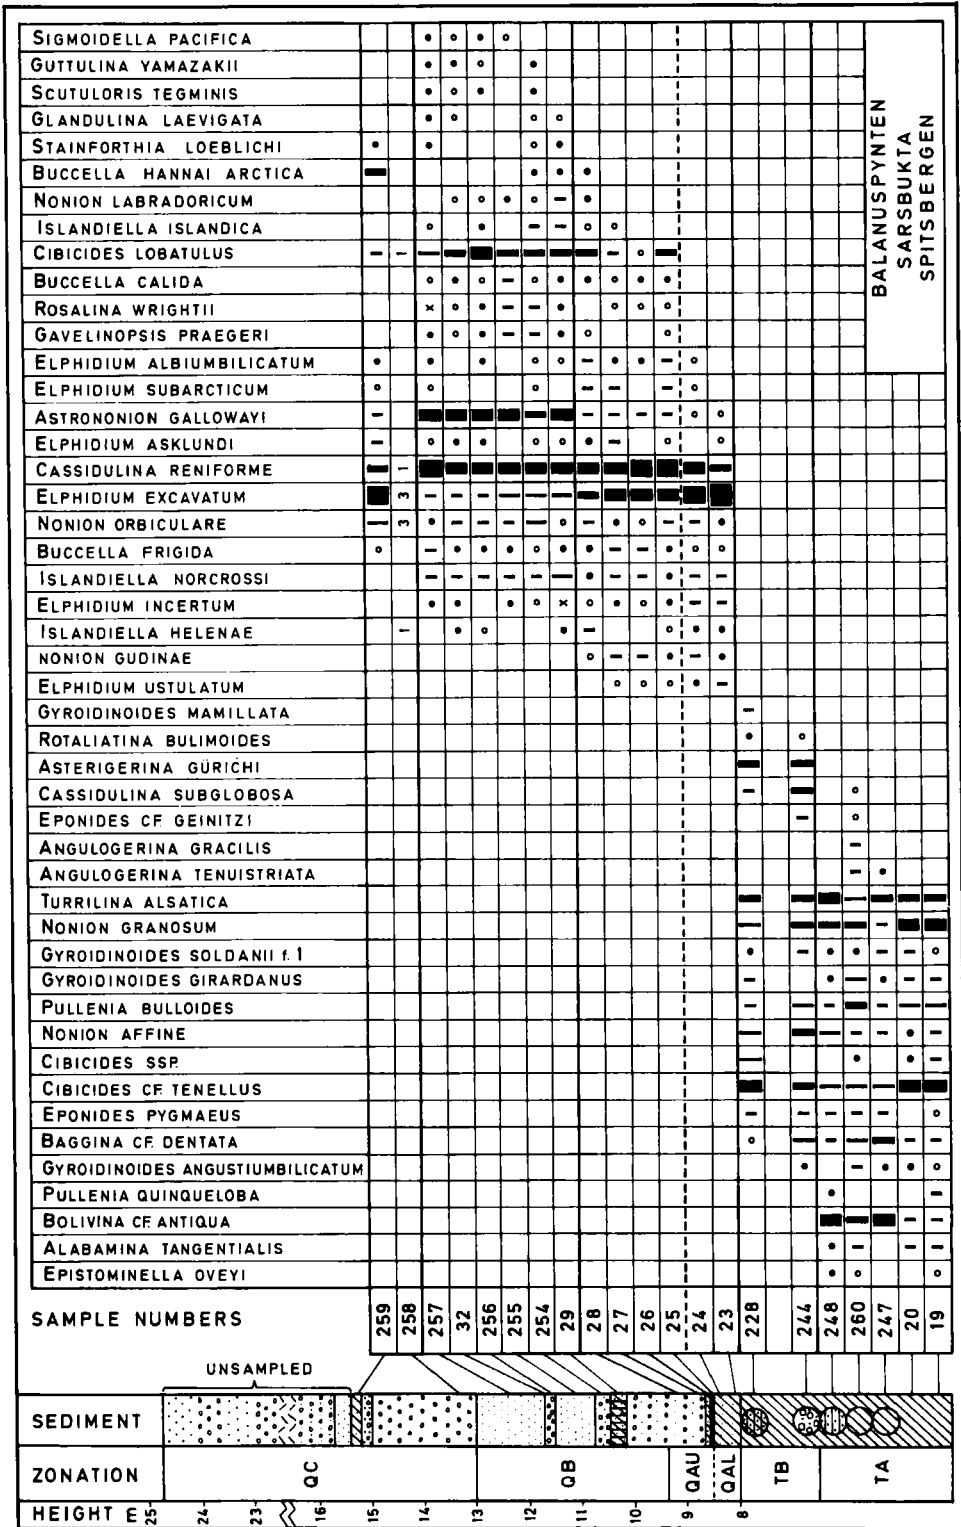 SIGMOIDELLA PACIFICA
GUTTULINA YAMAZAKII
SCUTULORIS TEGMINIS
GLANDULINA LAEVIGATA
STAINFORTHIA LOEBLICHI
BUCCELLA HANNAI ARCTICA
NONION LABRADORICUM
ISLANDIELLA ISLANDICA
CIBICIDES LOBATULUS
BUCCELLA CALIDA
ROSALINA WRIGHTII
GAVELINOPSIS PRAEGERI
ELPHIDIUM ALBIUMBILICATUM
ELPHIDIUM SUBARCTICUM
ASTRONONION GALLOWAYI
ELPHIDIUM ASKLUNDI
CASSIDULINA RENIFORME 1
ELPHIDIUM EXCAVATUM 3
NONION ORBICULARE 3
BUCCELLA FRIGIDA
ISLANDIELLA NORCROSSI
ELPHIDIUM INCERTUM
ISLANDIELLA HELENAE
NONION GUDINAE
ELPHIDIUM USTULATUM
GYROIDINOIDES MAMILLATA
ROTALIATINA BULIMOIDES
ASTERIGERINA GÜRICHI
CASSIDULINA SUBGLOBOSA
EPONIDES CF. GEINITZI
ANGULOGERINA GRACILIS
ANGULOGERINA TENUISTRIATA
TURRILINA ALSATICA
NONION GRANOSUM
GYROIDINOIDES SOLDANII f. 1
GYROIDINOIDES GIRARDANUS
PULLENIA BULLOIDES
NONION AFFINE
CIBICIDES SSP.
CIBICIDES CF. TENELLUS
EPONIDES PYGMAEUS
BAGGINA CF. DENTATA
GYROIDINOIDES ANGUSTIUMBILICATUM
PULLENIA QUINQUELOBA
BOLIVINA CF. ANTIQUA
ALABAMINA TANGENTIALIS
EPISTOMINELLA OVEYI
BALANUSPYNTEN
SARSBUKTA
SPITSBERGEN
SAMPLE NUMBERS 259 258 257 32 256 255 254 29 28 27 26 25 24 23 228 244 248 260 247 20 19
UNSAMPLED
SEDIMENT
ZONATION QC QB QAU QAL TB TA
HEIGHT E 25 24 23 16 15 14 13 12 11 10 9 8